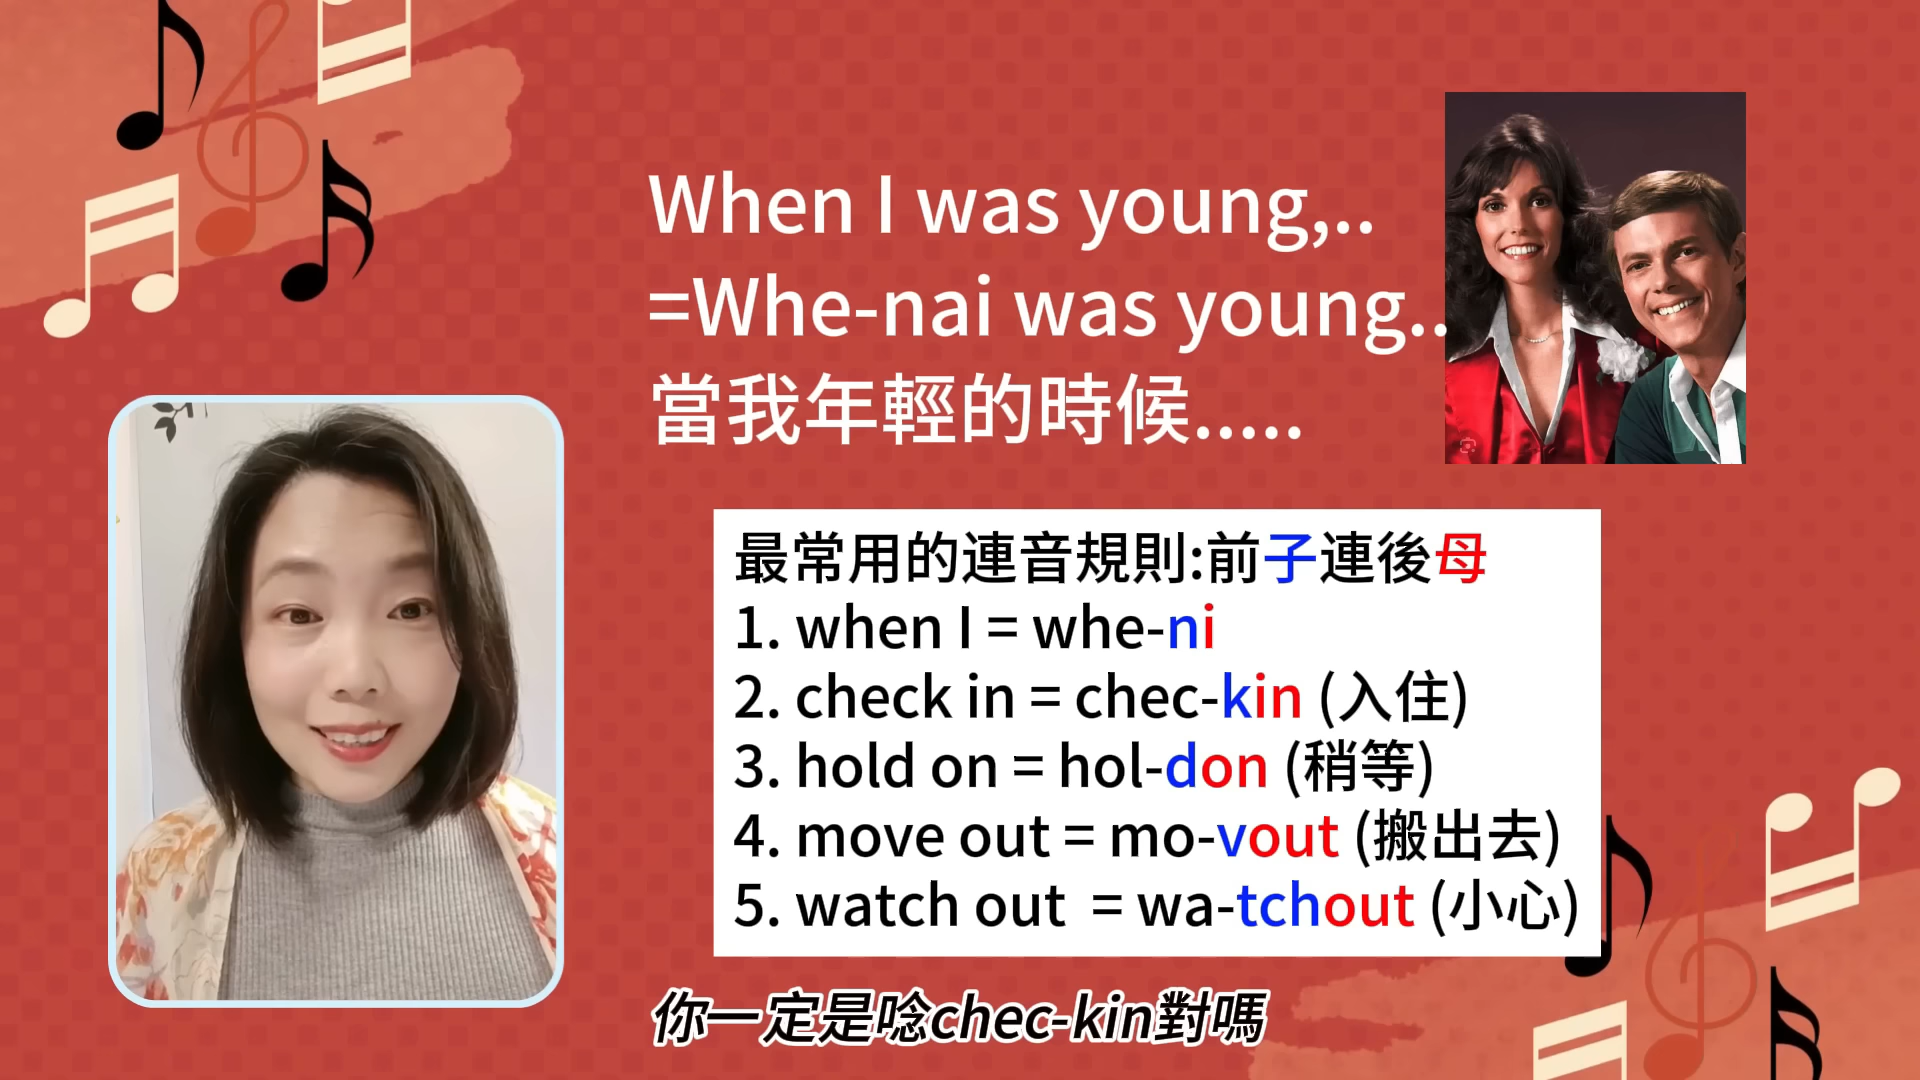 When I was young,..
=Whe-nai was young..
當我年輕的時候.....
最常用的連音規則:前子連後母
1. when I = whe-ni
2. check in = chec-kin (入住)
3. hold on = hol-don (稍等)
4. move out = mo-vout (搬出去)
5. watch out  = wa-tchout (小心)
你一定是唸chec-kin對嗎